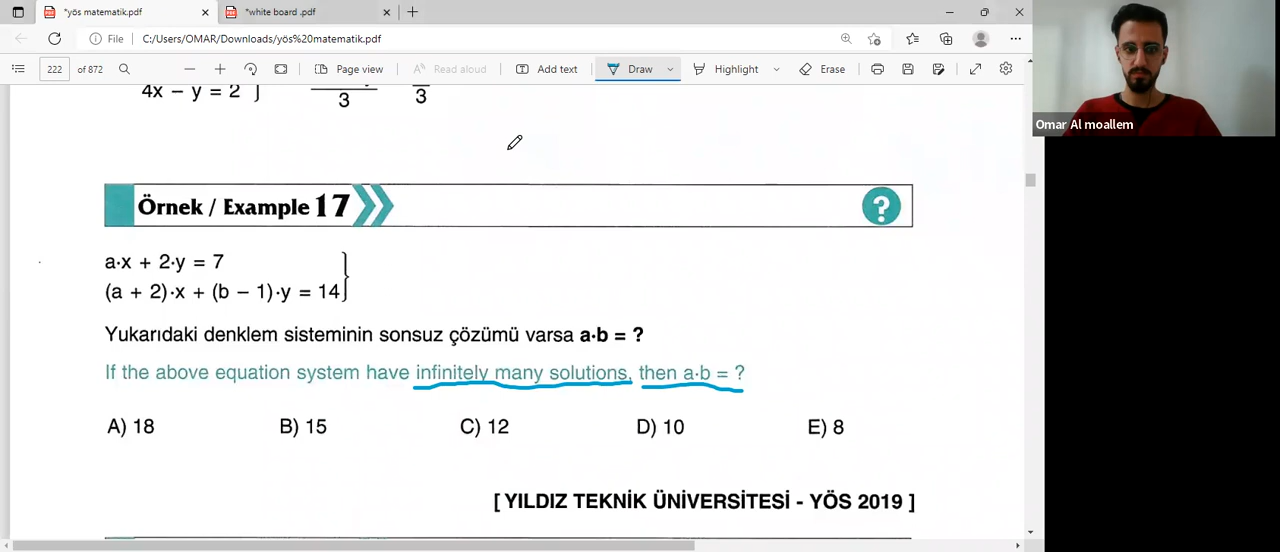 *yös matematik.pdf
*white board .pdf
File
C:/Users/OMAR/Downloads/yös%20matematik.pdf
222 of 872
Page view
Read aloud
Add text
Draw
Highlight
Erase
4x − y = 2
3
3
Örnek / Example 17
?
a·x + 2·y = 7
(a + 2)·x + (b − 1)·y = 14
Yukarıdaki denklem sisteminin sonsuz çözümü varsa a·b = ?
If the above equation system have infinitely many solutions, then a·b = ?
A) 18 B) 15 C) 12 D) 10 E) 8
[ YILDIZ TEKNİK ÜNİVERSİTESİ - YÖS 2019 ]
Omar Al moallem